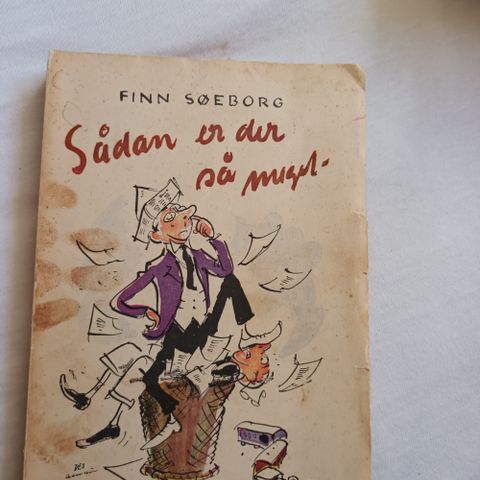 FINN SØEBORG
Sådan er der
så meget-